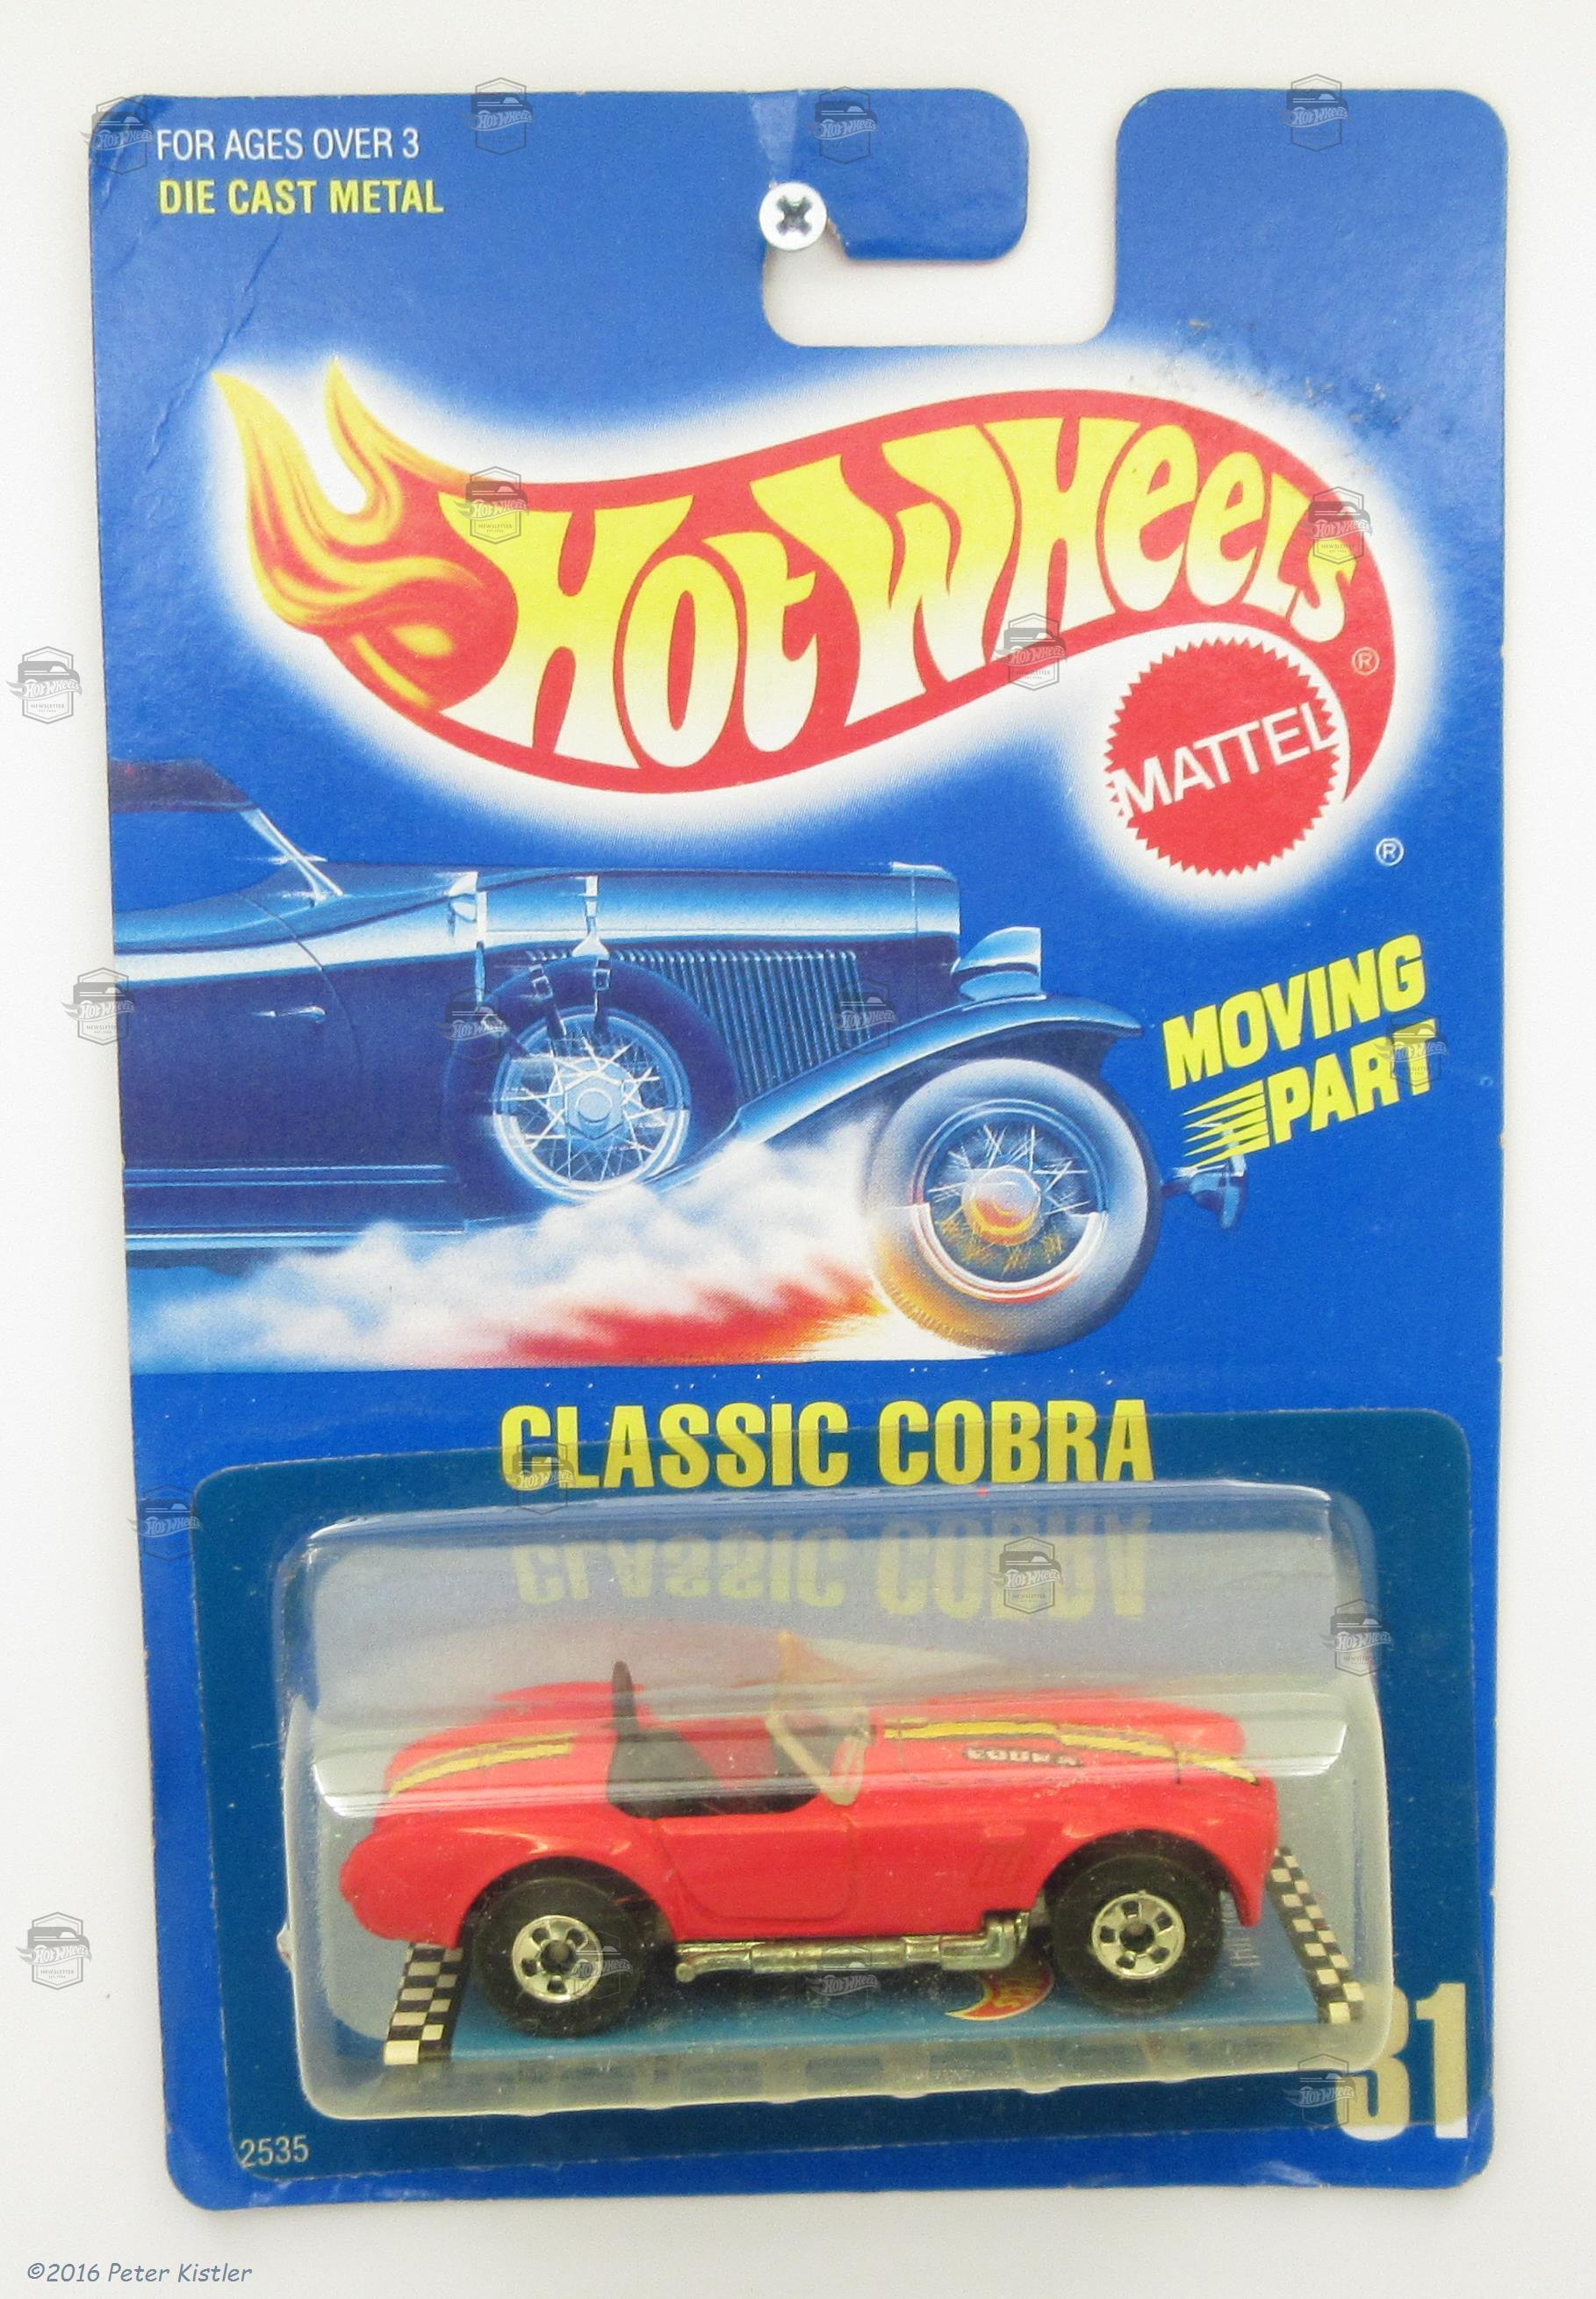 FOR AGES OVER 3
DIE CAST METAL
HOT WHEELS
®
MATTEL
®
MOVING
PART
CLASSIC COBRA
COBRA
31
2535
©2016 Peter Kistler